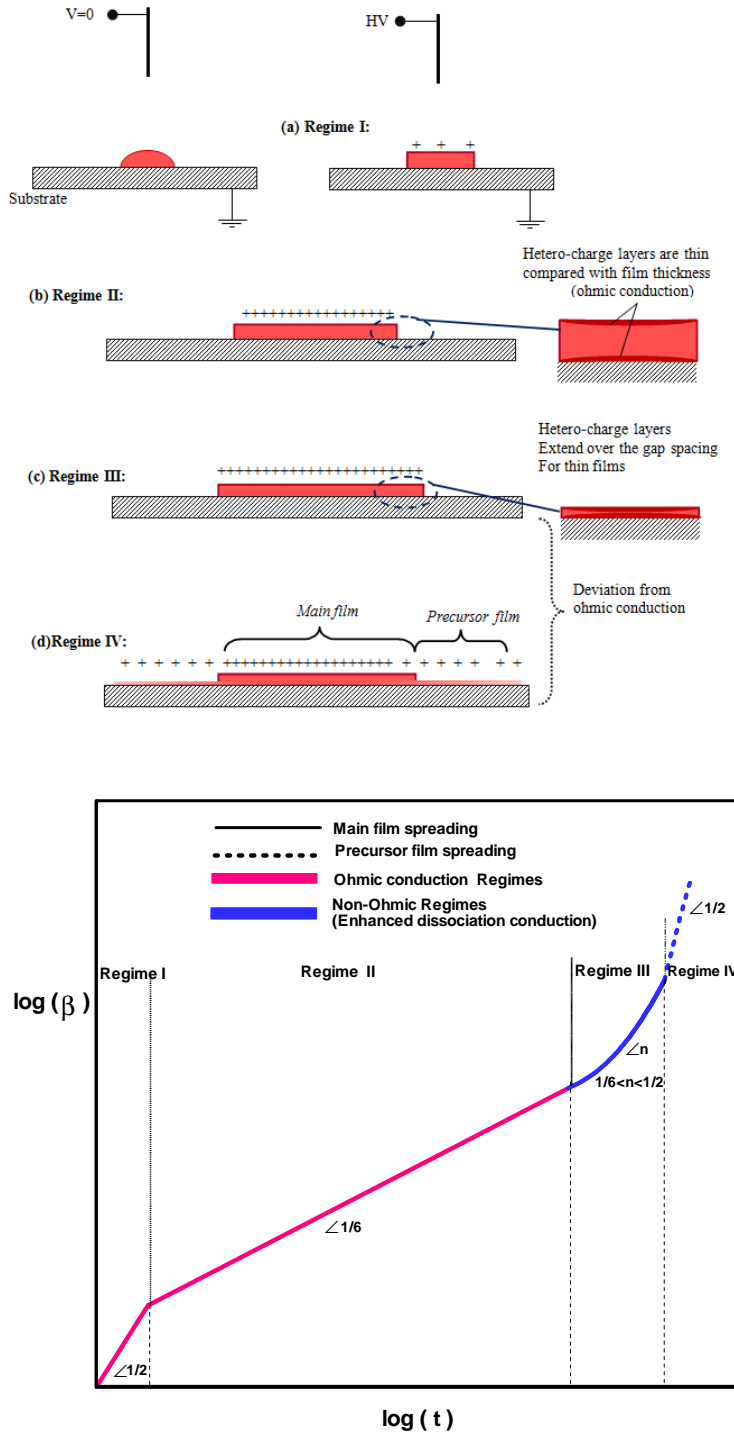 V=0
HV
(a) Regime I:
+ + +
Substrate
Hetero-charge layers are thin
compared with film thickness
(ohmic conduction)
(b) Regime II:
+++++++++++++++++
Hetero-charge layers
Extend over the gap spacing
For thin films
(c) Regime III:
+++++++++++++++++++++++
Deviation from
ohmic conduction
Main film
Precursor film
(d)Regime IV:
+ + + + + + +++++++++++++++++++ + + + + + + + +
Main film spreading
Precursor film spreading
Ohmic conduction Regimes
Non-Ohmic Regimes
(Enhanced dissociation conduction)
∠1/2
Regime I
Regime II
Regime III
Regime IV
log (β)
∠n
1/6<n<1/2
∠1/6
∠1/2
log ( t )